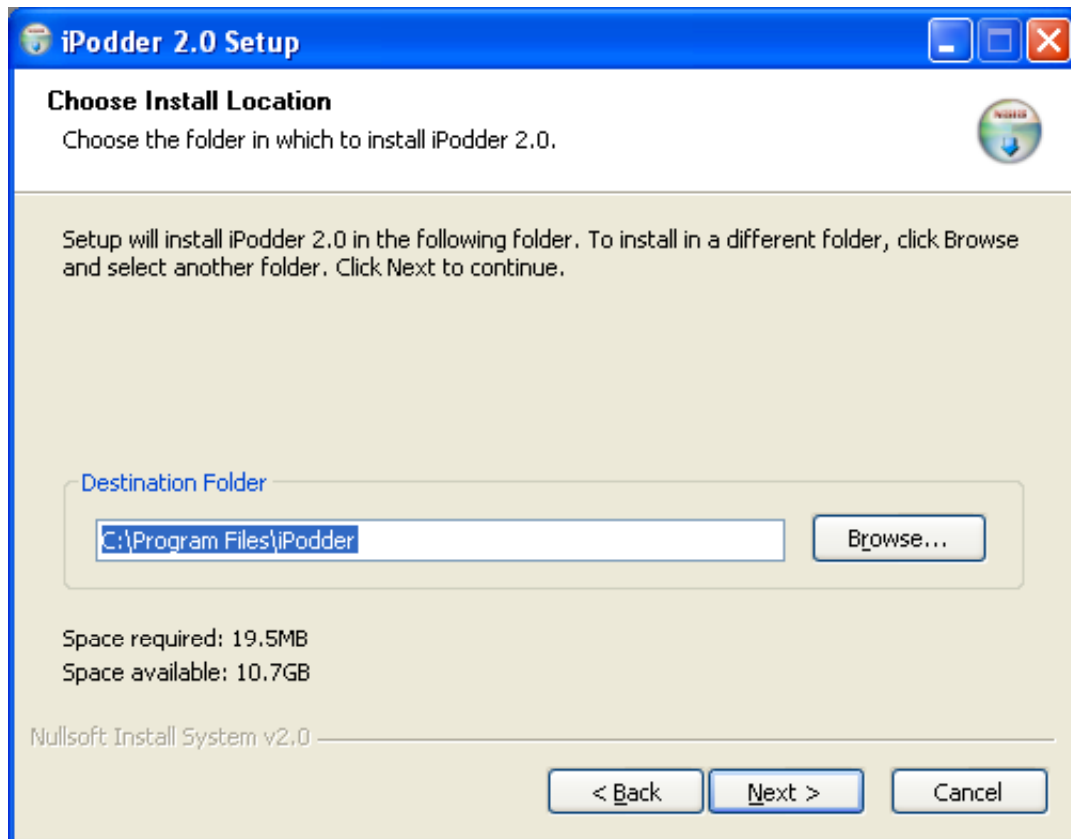 iPodder 2.0 Setup
Choose Install Location
Choose the folder in which to install iPodder 2.0.
Setup will install iPodder 2.0 in the following folder. To install in a different folder, click Browse
and select another folder. Click Next to continue.
Destination Folder
C:\Program Files\iPodder
Browse...
Space required: 19.5MB
Space available: 10.7GB
Nullsoft Install System v2.0
< Back
Next >
Cancel